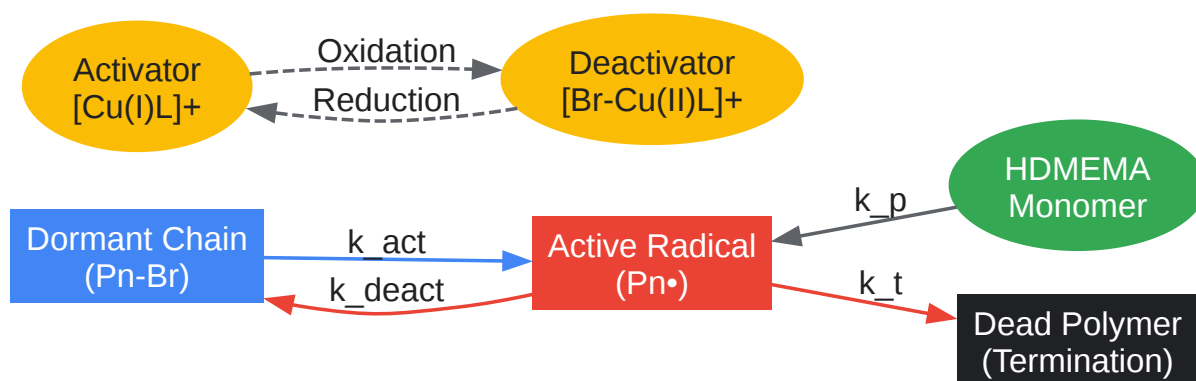 Activator
[Cu(I)L]+
Oxidation
Reduction
Deactivator
[Br-Cu(II)L]+
HDMEMA
Monomer
k_p
Dormant Chain
(Pn-Br)
k_act
k_deact
Active Radical
(Pn•)
k_t
Dead Polymer
(Termination)